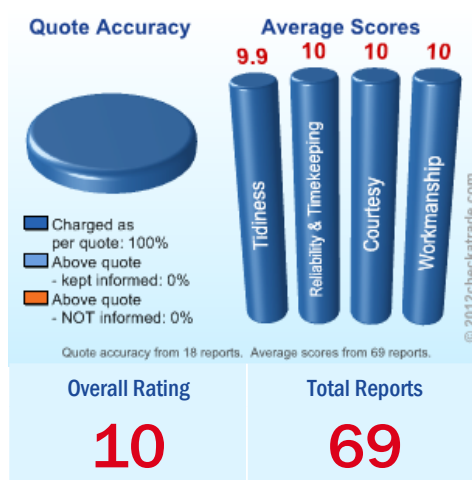 Quote Accuracy
Average Scores
9.9 10 10 10
Tidiness
Reliability & Timekeeping
Courtesy
Workmanship
Charged as
per quote: 100%
Above quote
- kept informed: 0%
Above quote
- NOT informed: 0%
© 2012checkatrade.com
Quote accuracy from 18 reports. Average scores from 69 reports.
Overall Rating
10
Total Reports
69